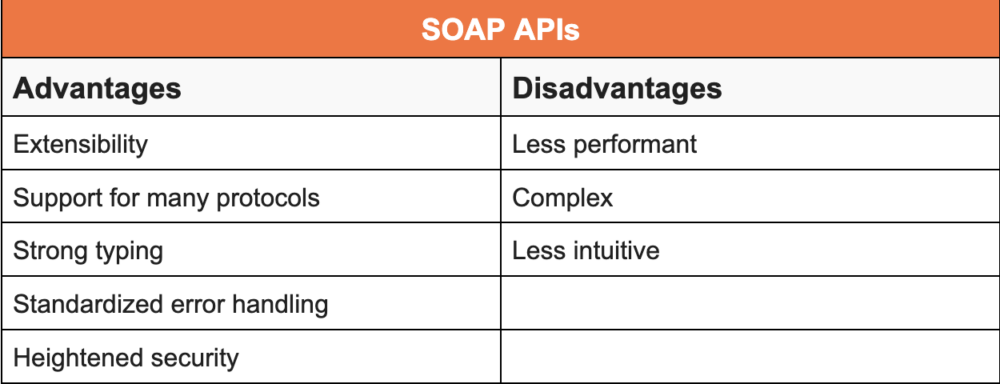 SOAP APIs
Advantages Disadvantages
Extensibility Less performant
Support for many protocols Complex
Strong typing Less intuitive
Standardized error handling
Heightened security